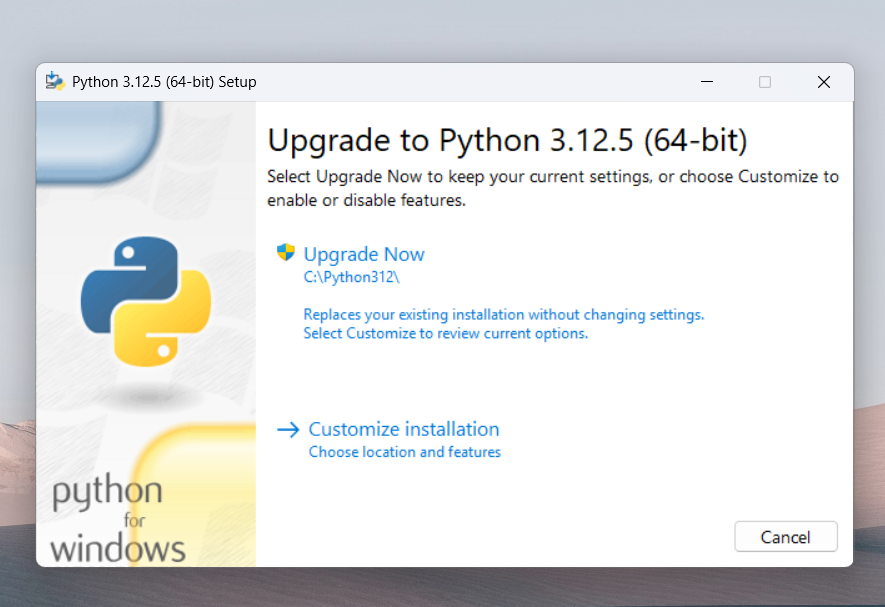 Python 3.12.5 (64-bit) Setup
Upgrade to Python 3.12.5 (64-bit)
Select Upgrade Now to keep your current settings, or choose Customize to
enable or disable features.
Upgrade Now
C:\Python312\
Replaces your existing installation without changing settings.
Select Customize to review current options.
Customize installation
Choose location and features
python
for
windows
Cancel